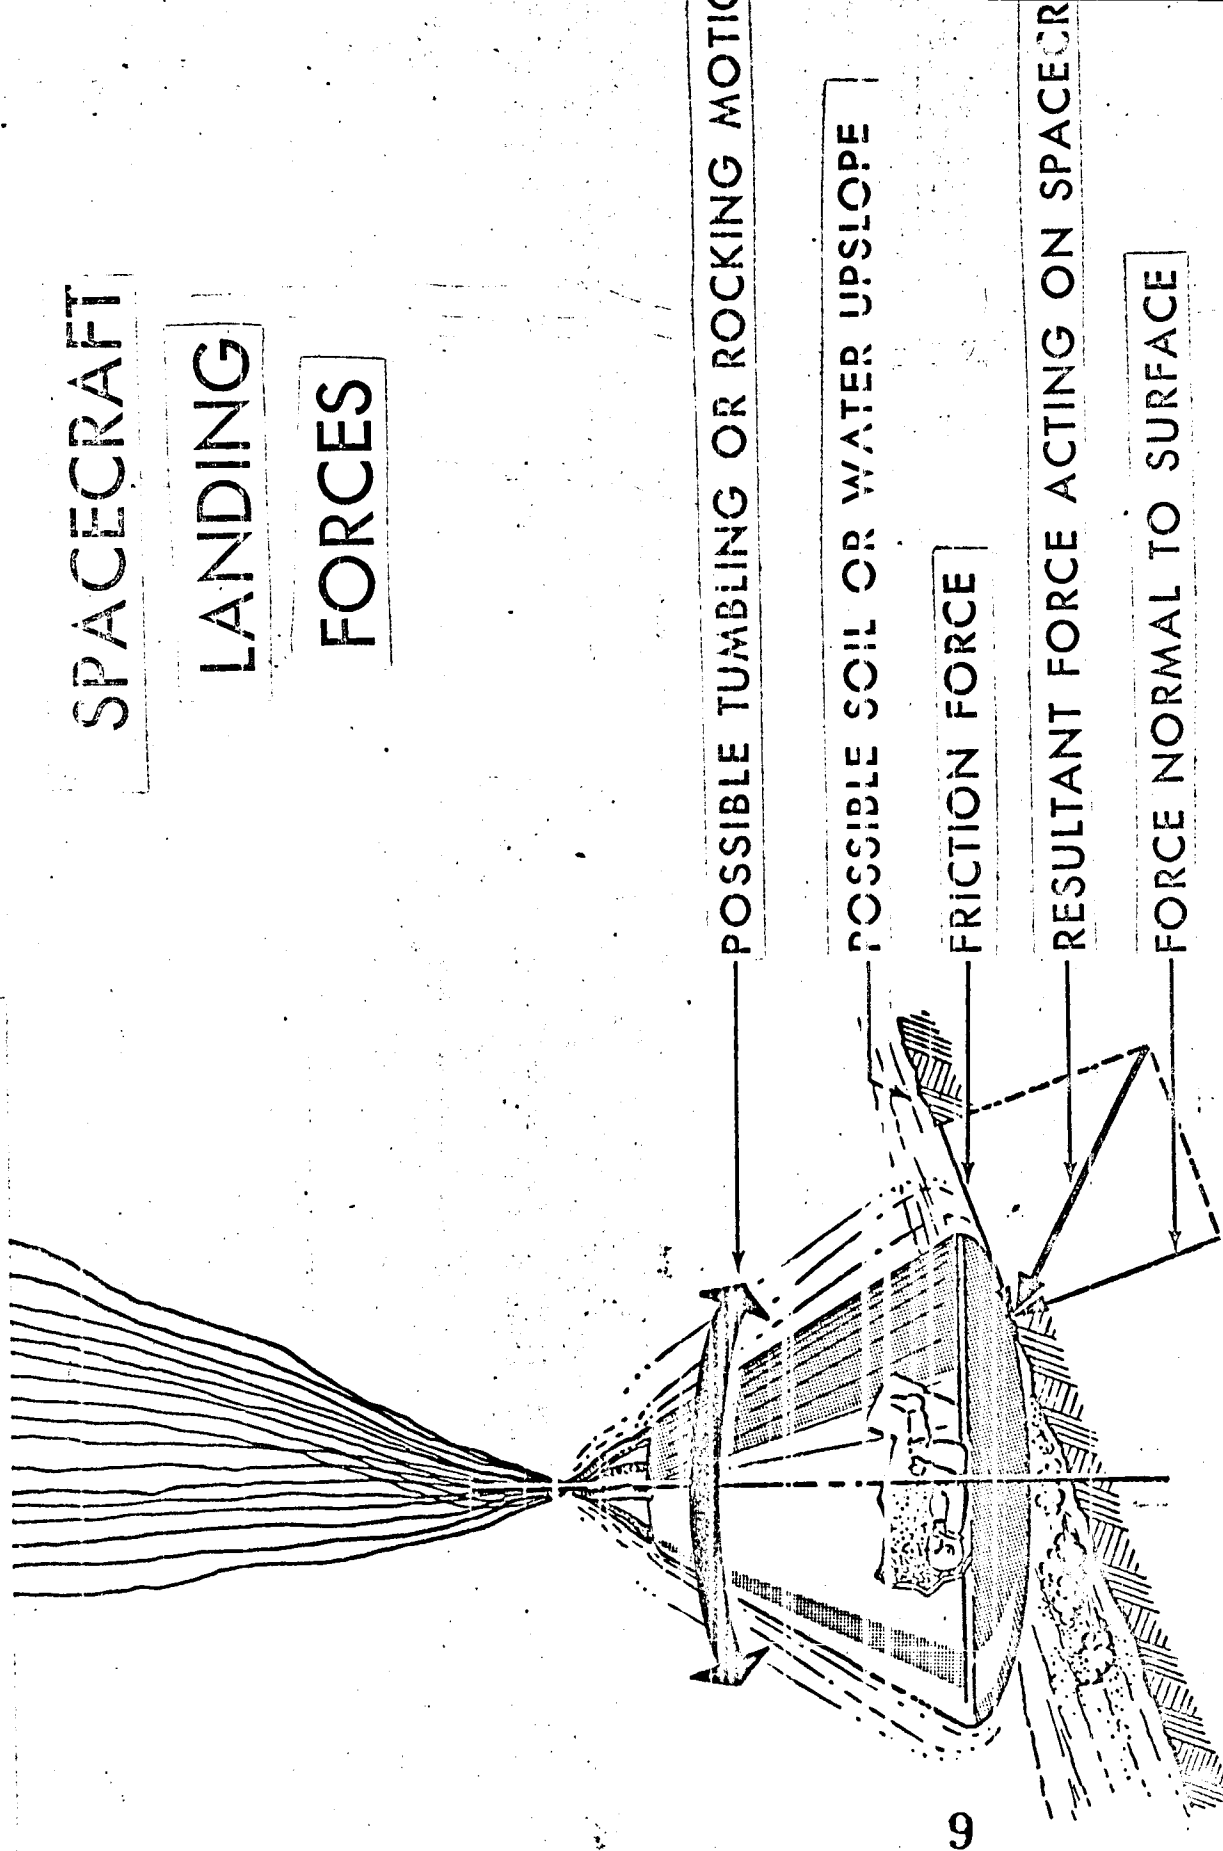 SPACECRAFT
LANDING
FORCES
POSSIBLE TUMBLING OR ROCKING MOTIO
POSSIBLE SOIL OR WATER UPSLOPE
FRICTION FORCE
RESULTANT FORCE ACTING ON SPACECR
FORCE NORMAL TO SURFACE
9